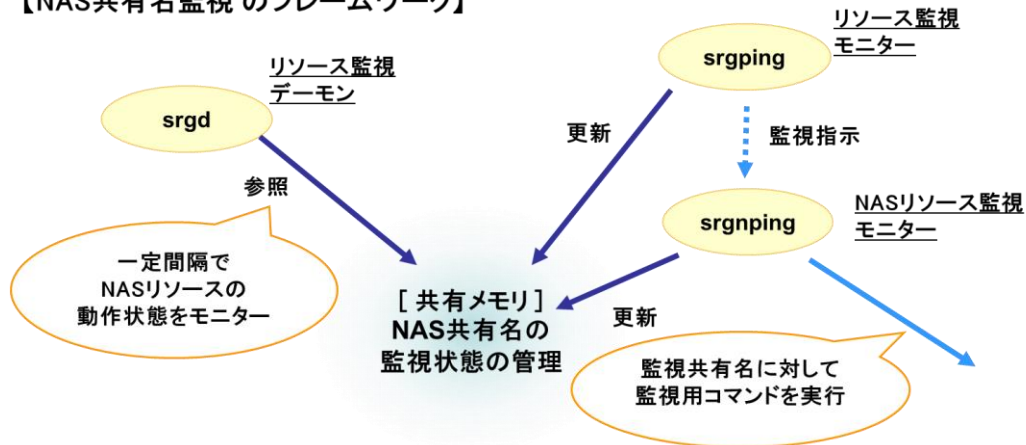 【NAS共有名監視 のフレームワーク】
リソース監視
モニター
srgping
リソース監視
デーモン
srgd
更新
監視指示
参照
srgnping
NASリソース監視
モニター
一定間隔で
NASリソースの
動作状態をモニター
[ 共有メモリ ]
NAS共有名の
監視状態の管理
更新
監視共有名に対して
監視用コマンドを実行